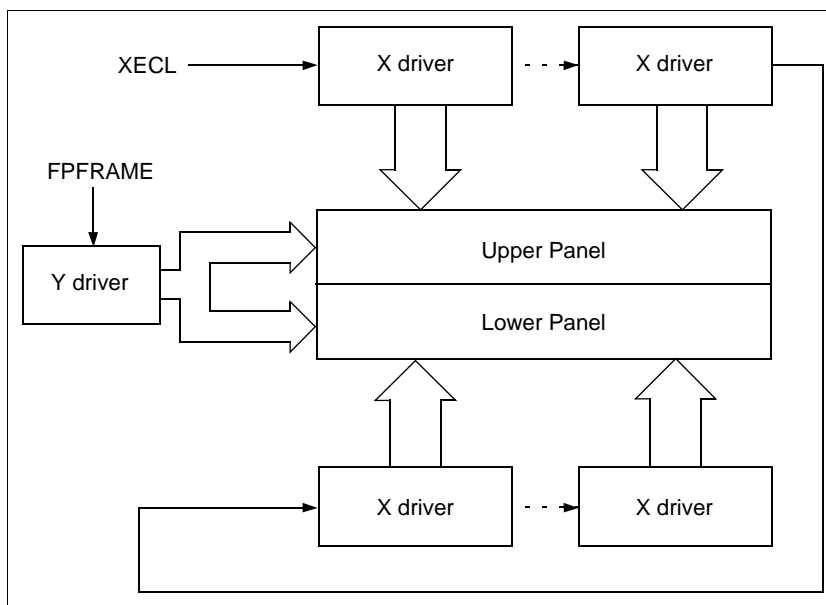 XECL
X driver
X driver
FPFRAME
Y driver
Upper Panel
Lower Panel
X driver
X driver